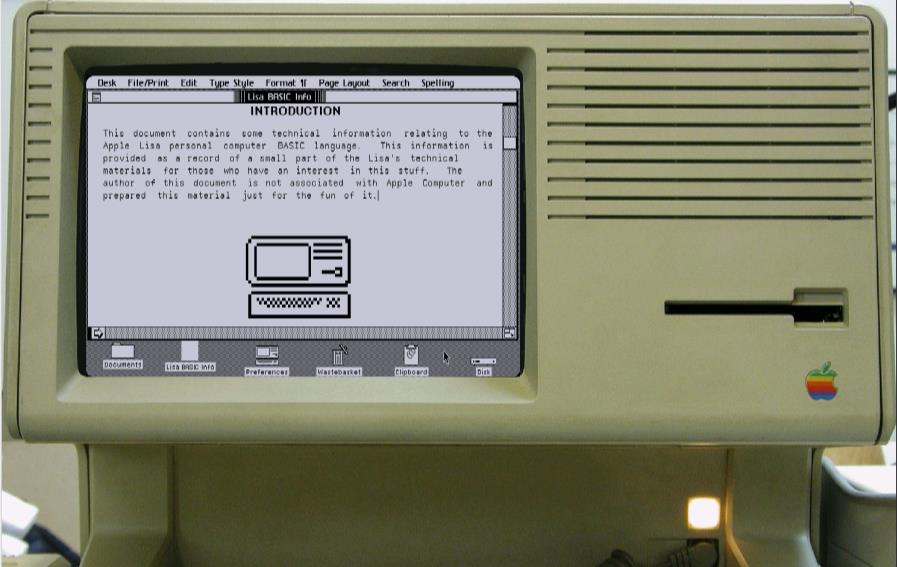 Desk File/Print Edit Type Style Format ¶ Page Layout Search Spelling
Lisa BASIC Info
INTRODUCTION
This document contains some technical information relating to the
Apple Lisa personal computer BASIC language. This information is
provided as a record of a small part of the Lisa's technical
materials for those who have an interest in this stuff. The
author of this document is not associated with Apple Computer and
prepared this material just for the fun of it.
Documents Lisa BASIC Info Preferences Wastebasket Clipboard Disk